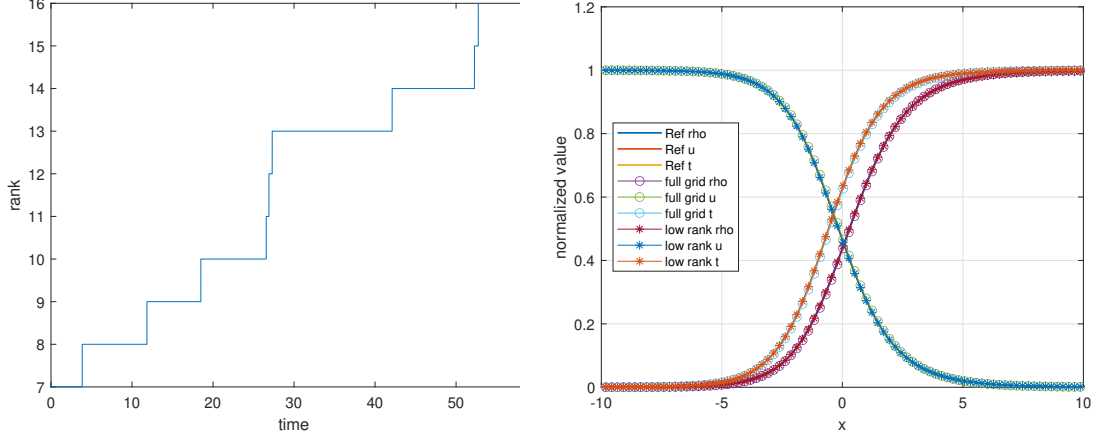 16
15
14
13
12
11
10
9
8
7
rank
0
10
20
30
40
50
time
1.2
1
0.8
0.6
0.4
0.2
0
normalized value
Ref rho
Ref u
Ref t
full grid rho
full grid u
full grid t
low rank rho
low rank u
low rank t
-10
-5
0
5
10
x